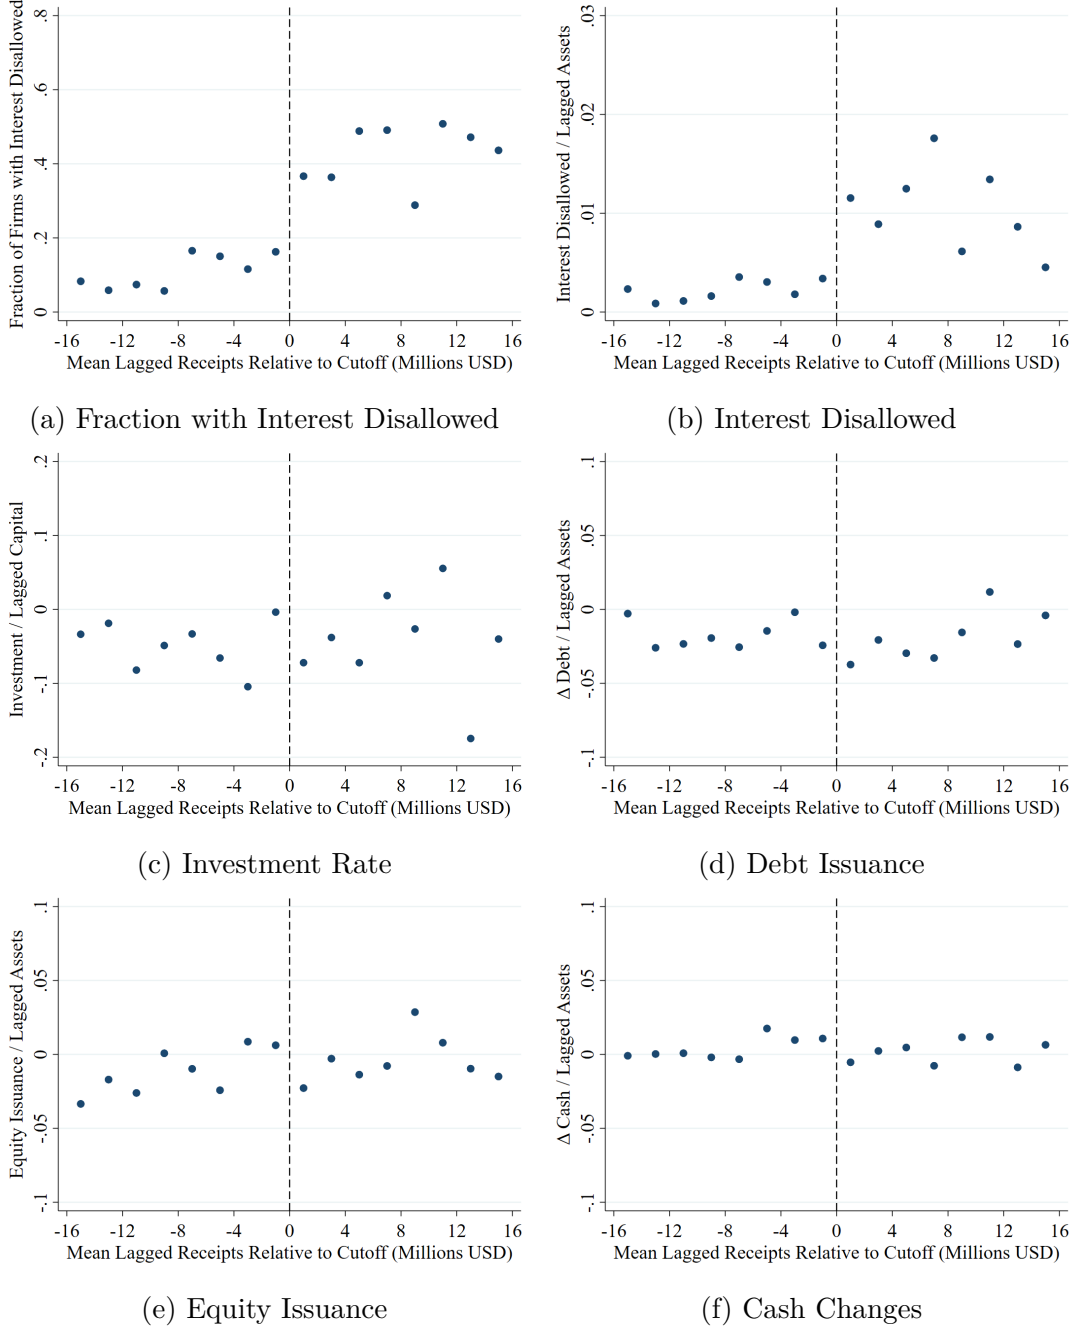 Fraction of Firms with Interest Disallowed
.8
.6
.4
.2
0
-16 -12 -8 -4 0 4 8 12 16
Mean Lagged Receipts Relative to Cutoff (Millions USD)
(a) Fraction with Interest Disallowed
Interest Disallowed / Lagged Assets
.03
.02
.01
0
-16 -12 -8 -4 0 4 8 12 16
Mean Lagged Receipts Relative to Cutoff (Millions USD)
(b) Interest Disallowed
Investment / Lagged Capital
.2
.1
0
-.1
-.2
-16 -12 -8 -4 0 4 8 12 16
Mean Lagged Receipts Relative to Cutoff (Millions USD)
(c) Investment Rate
Δ Debt / Lagged Assets
.1
.05
0
-.05
-.1
-16 -12 -8 -4 0 4 8 12 16
Mean Lagged Receipts Relative to Cutoff (Millions USD)
(d) Debt Issuance
Equity Issuance / Lagged Assets
.1
.05
0
-.05
-.1
-16 -12 -8 -4 0 4 8 12 16
Mean Lagged Receipts Relative to Cutoff (Millions USD)
(e) Equity Issuance
Δ Cash / Lagged Assets
.1
.05
0
-.05
-.1
-16 -12 -8 -4 0 4 8 12 16
Mean Lagged Receipts Relative to Cutoff (Millions USD)
(f) Cash Changes